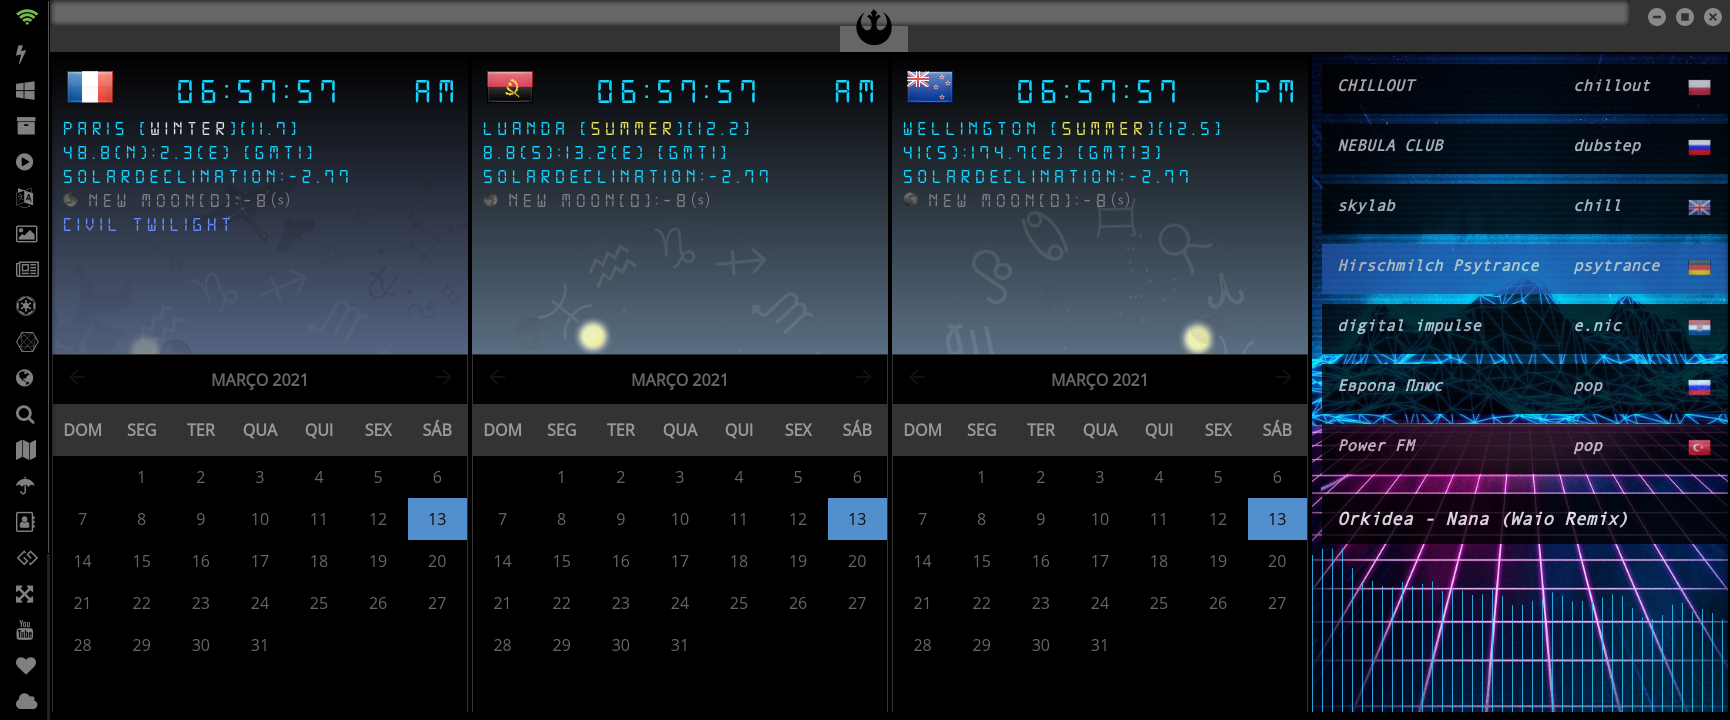 06:57:57 AM
PARIS [WINTER][11.7]
48.8(N):2.3(E) [GMT1]
SOLARDECLINATION:-2.77
NEW MOON[0]:-8(s)
CIVIL TWILIGHT
MARÇO 2021
DOM SEG TER QUA QUI SEX SÁB
1 2 3 4 5 6
7 8 9 10 11 12 13
14 15 16 17 18 19 20
21 22 23 24 25 26 27
28 29 30 31
06:57:57 AM
LUANDA [SUMMER][12.2]
8.8(S):13.2(E) [GMT1]
SOLARDECLINATION:-2.77
NEW MOON[0]:-8(s)
MARÇO 2021
DOM SEG TER QUA QUI SEX SÁB
1 2 3 4 5 6
7 8 9 10 11 12 13
14 15 16 17 18 19 20
21 22 23 24 25 26 27
28 29 30 31
06:57:57 PM
WELLINGTON [SUMMER][12.5]
41(S):174.7(E) [GMT13]
SOLARDECLINATION:-2.77
NEW MOON[0]:-8(s)
MARÇO 2021
DOM SEG TER QUA QUI SEX SÁB
1 2 3 4 5 6
7 8 9 10 11 12 13
14 15 16 17 18 19 20
21 22 23 24 25 26 27
28 29 30 31
CHILLOUT chillout
NEBULA CLUB dubstep
skylab chill
Hirschmilch Psytrance psytrance
digital impulse e.nic
Европа Плюс pop
Power FM pop
Orkidea - Nana (Waio Remix)
You
Tube